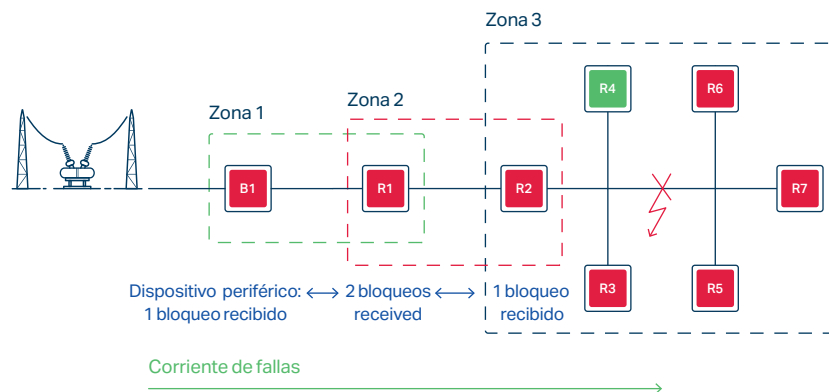 Zona 3
R4
R6
Zona 1
Zona 2
B1
R1
R2
R7
R3
R5
Dispositivo periférico:
1 bloqueo recibido
2 bloqueos
received
1 bloqueo
recibido
Corriente de fallas